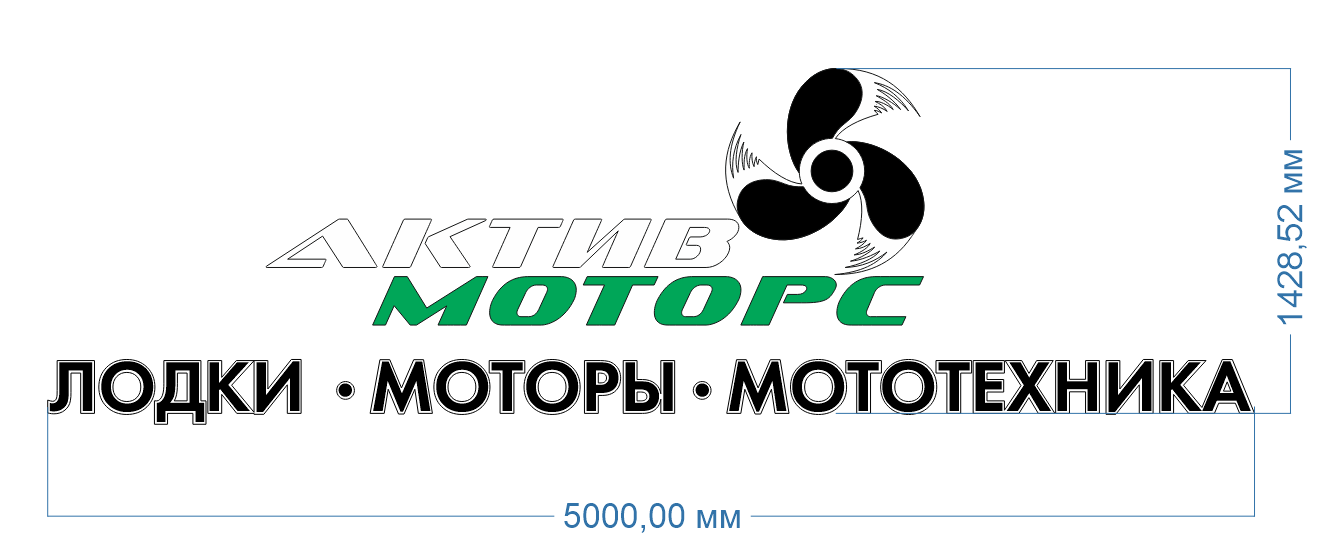 АКТИВ
МОТОРС
ЛОДКИ • МОТОРЫ • МОТОТЕХНИКА
1428,52 мм
5000,00 мм